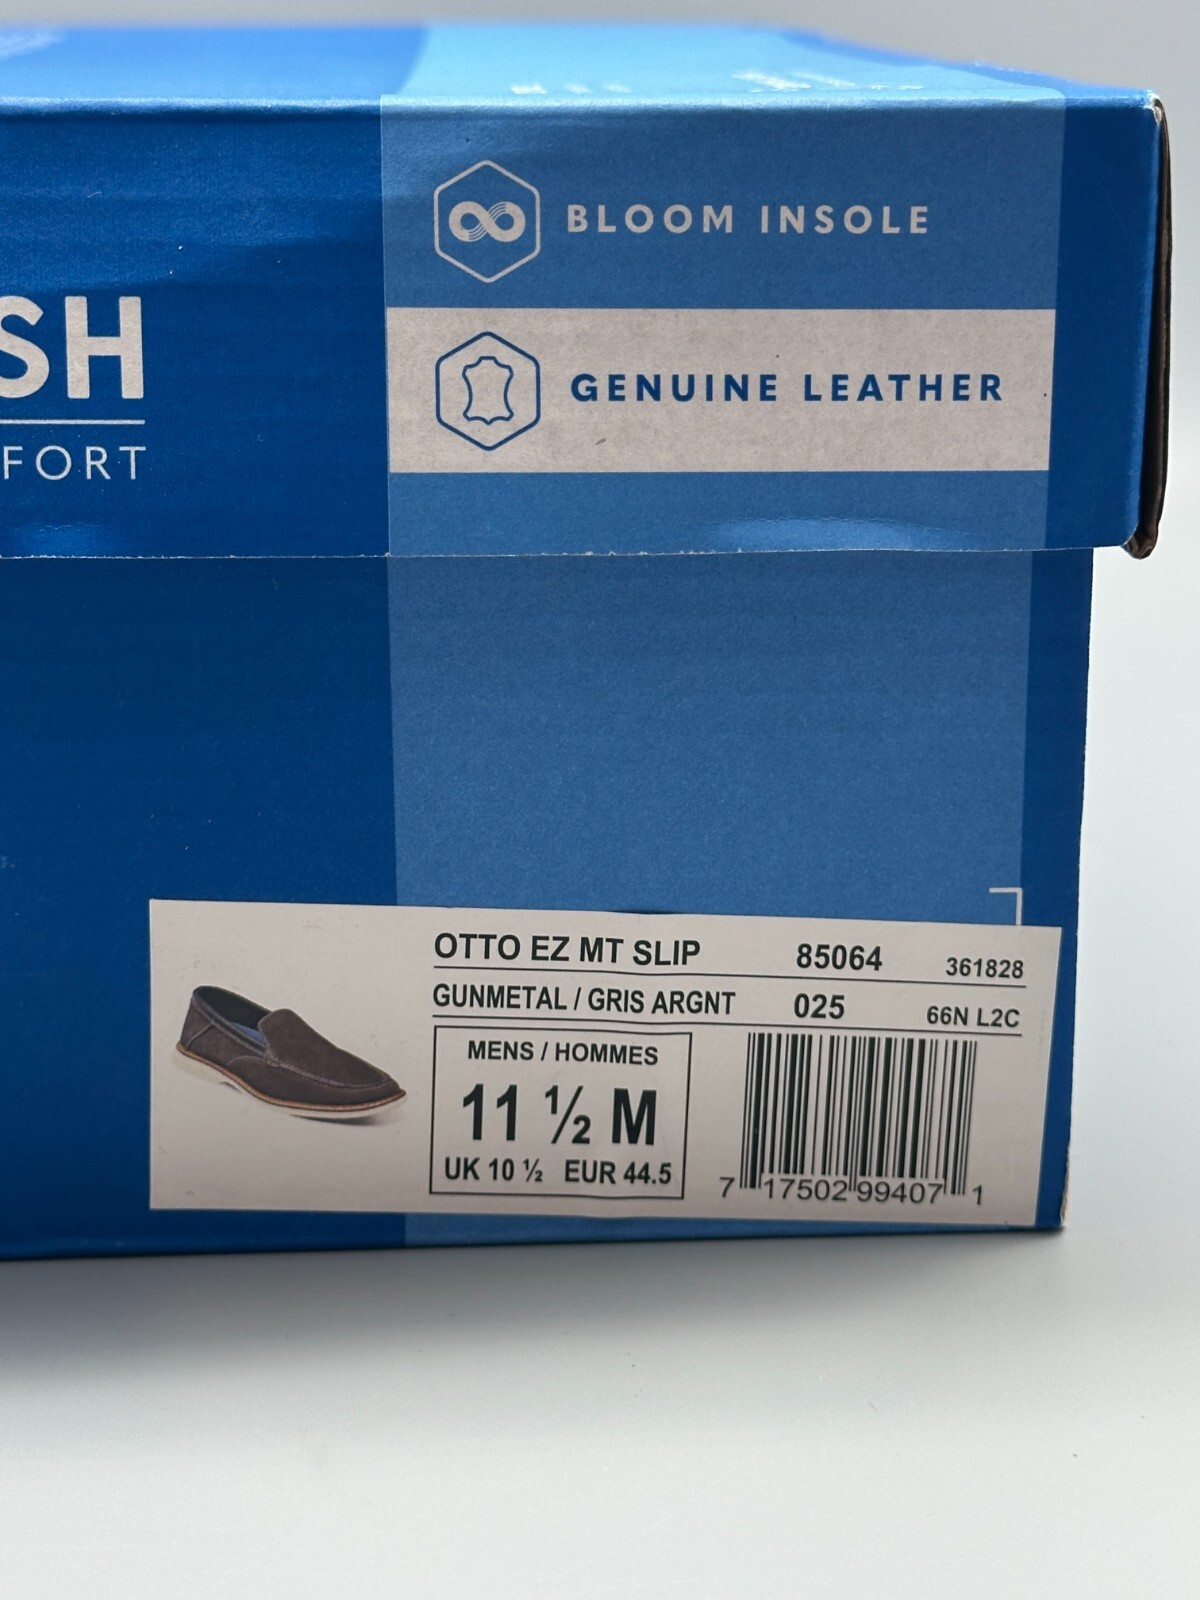 BLOOM INSOLE
SH
FORT
GENUINE LEATHER
OTTO EZ MT SLIP 85064 361828
GUNMETAL / GRIS ARGNT 025 66N L2C
MENS / HOMMES
11 ½ M
UK 10 ½ EUR 44.5
7 17502 99407 1